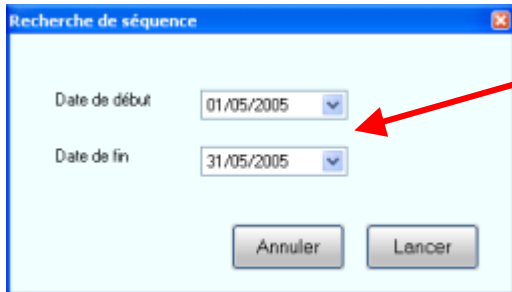 Recherche de séquence
Date de début 01/05/2005
Date de fin 31/05/2005
Annuler Lancer